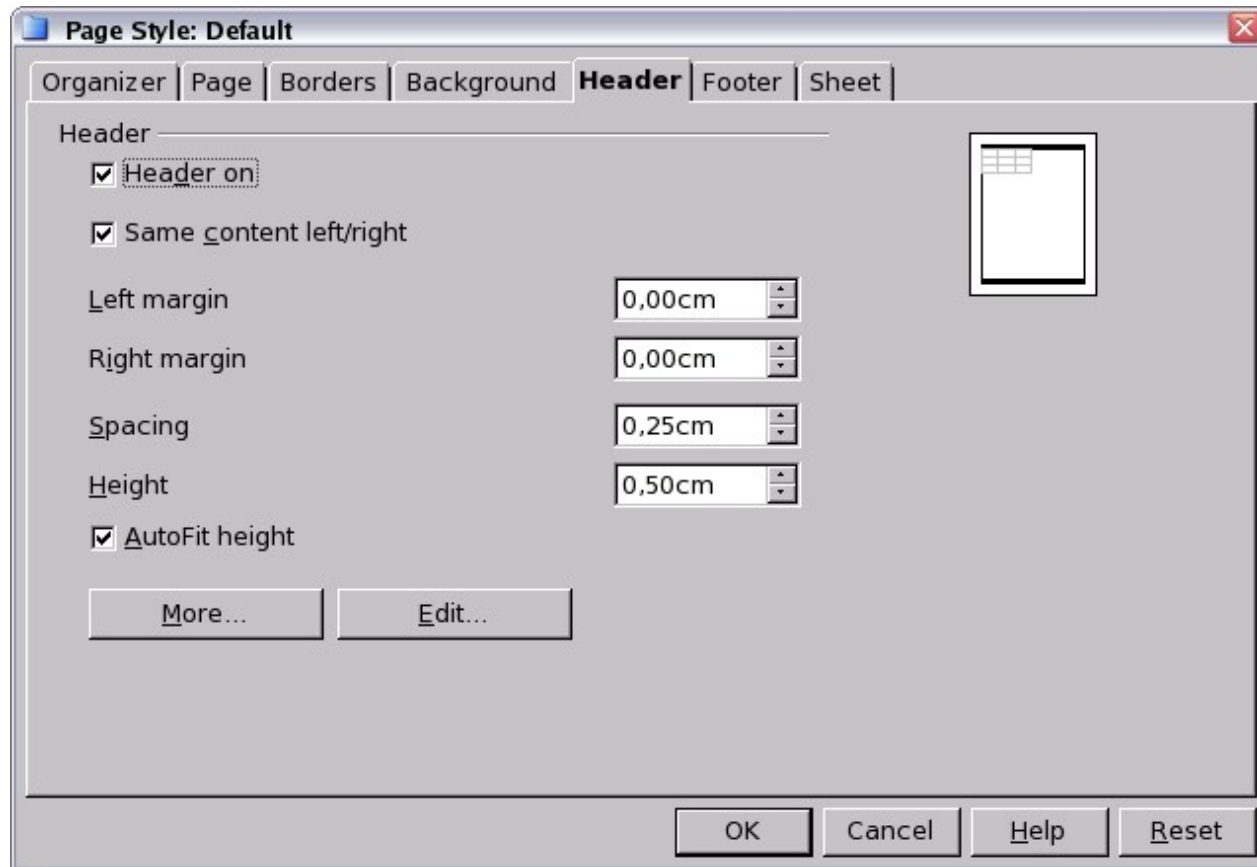 Page Style: Default
Organizer Page Borders Background Header Footer Sheet
Header
Header on
Same content left/right
Left margin 0,00cm
Right margin 0,00cm
Spacing 0,25cm
Height 0,50cm
AutoFit height
More... Edit...
OK Cancel Help Reset